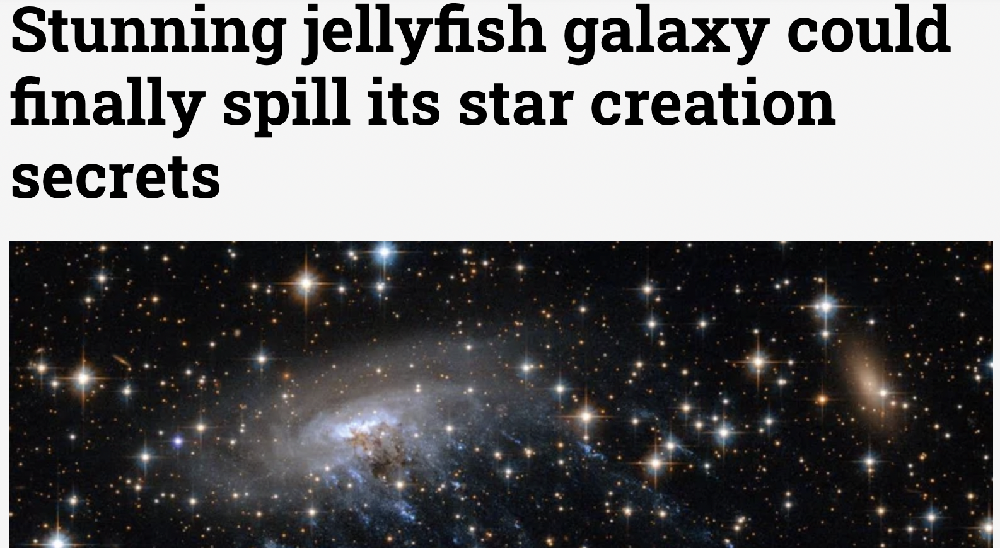 Stunning jellyfish galaxy could
finally spill its star creation
secrets